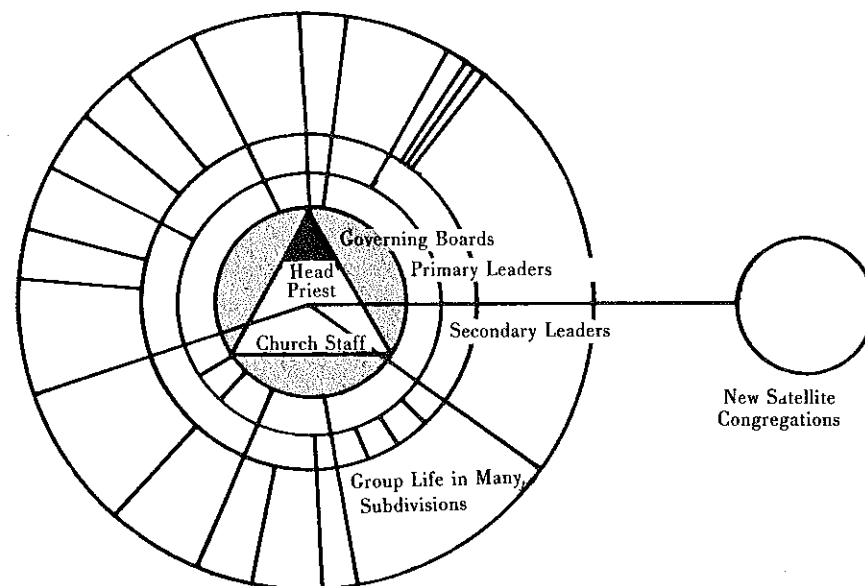 Governing Boards
Head
Priest
Primary Leaders
Church Staff
Secondary Leaders
New Satellite
Congregations
Group Life in Many
Subdivisions